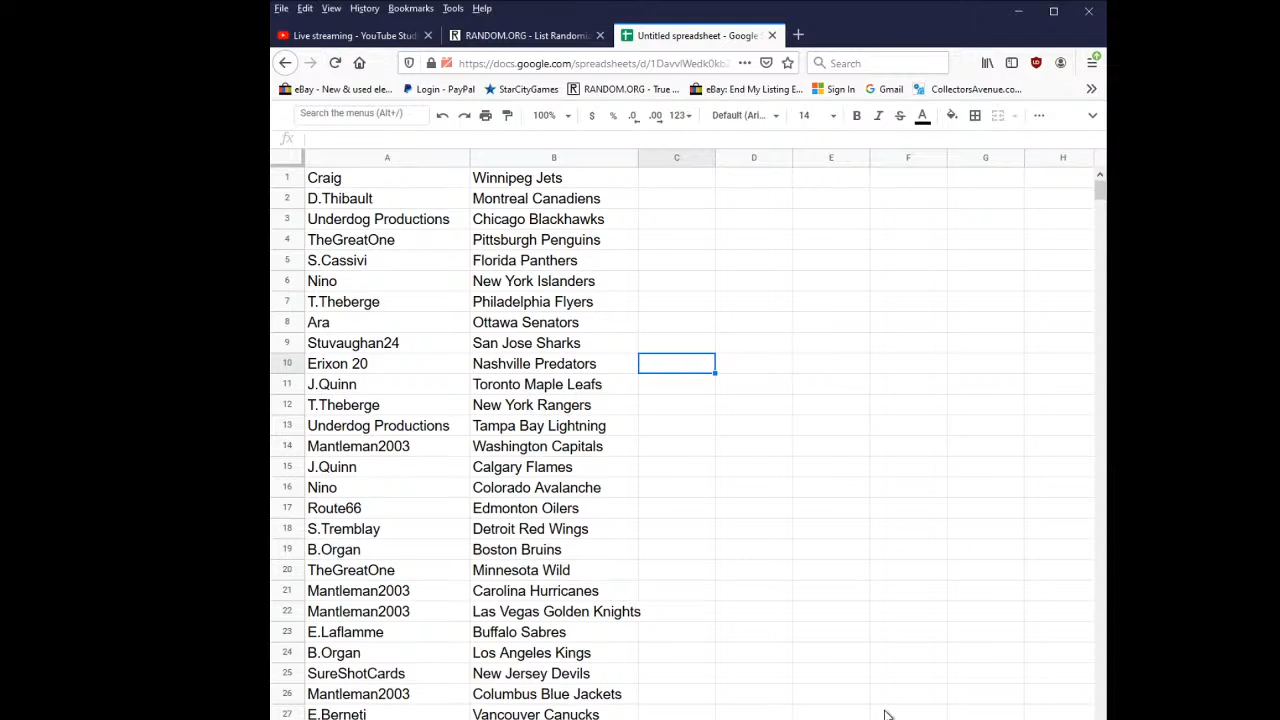 File Edit View History Bookmarks Tools Help
Live streaming - YouTube Stud RANDOM.ORG - List Randomi Untitled spreadsheet - Google
https://docs.google.com/spreadsheets/d/1DavvlWedk0kb Search
eBay - New & used ele... Login - PayPal StarCityGames RANDOM.ORG - True ... eBay: End My Listing E... Sign In Gmail CollectorsAvenue.co...
Search the menus (Alt+/) 100% $ % .0 .00 123 Default (Ari... 14 B I S A
fx
A B C D E F G H
1 Craig Winnipeg Jets
2 D.Thibault Montreal Canadiens
3 Underdog Productions Chicago Blackhawks
4 TheGreatOne Pittsburgh Penguins
5 S.Cassivi Florida Panthers
6 Nino New York Islanders
7 T.Theberge Philadelphia Flyers
8 Ara Ottawa Senators
9 Stuvaughan24 San Jose Sharks
10 Erixon 20 Nashville Predators
11 J.Quinn Toronto Maple Leafs
12 T.Theberge New York Rangers
13 Underdog Productions Tampa Bay Lightning
14 Mantleman2003 Washington Capitals
15 J.Quinn Calgary Flames
16 Nino Colorado Avalanche
17 Route66 Edmonton Oilers
18 S.Tremblay Detroit Red Wings
19 B.Organ Boston Bruins
20 TheGreatOne Minnesota Wild
21 Mantleman2003 Carolina Hurricanes
22 Mantleman2003 Las Vegas Golden Knights
23 E.Laflamme Buffalo Sabres
24 B.Organ Los Angeles Kings
25 SureShotCards New Jersey Devils
26 Mantleman2003 Columbus Blue Jackets
27 E.Berneti Vancouver Canucks